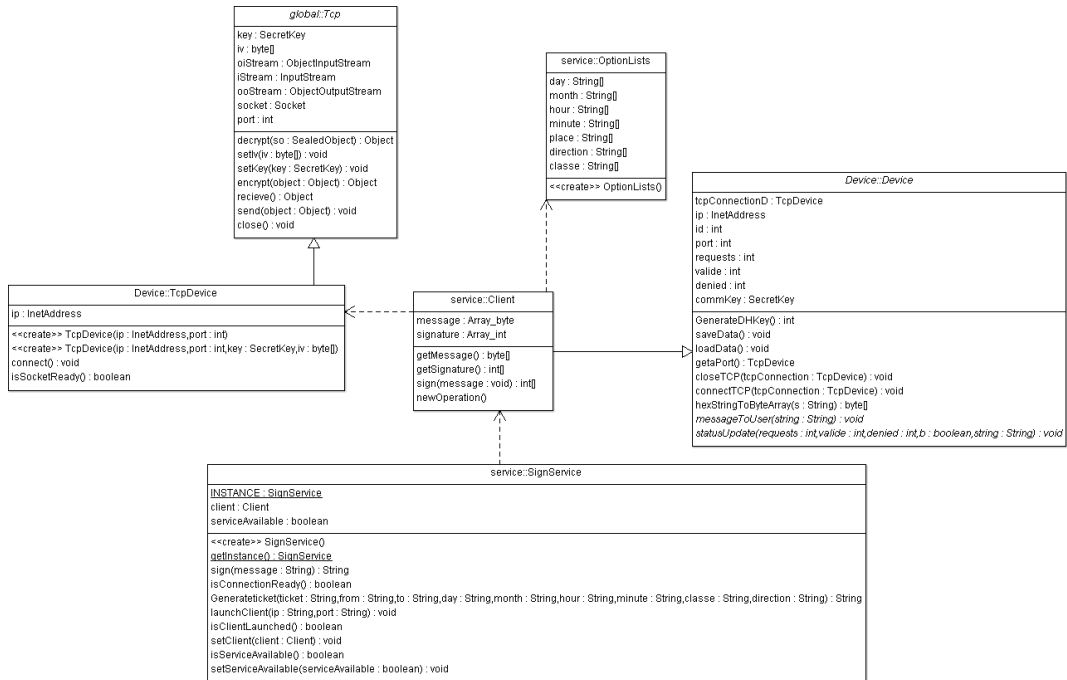 global::Tcp
key : SecretKey
iv : byte[]
oiStream : ObjectInputStream
iStream : InputStream
ooStream : ObjectOutputStream
socket : Socket
port : int
decrypt(so : SealedObject) : Object
setIv(iv : byte[]) : void
setKey(key : SecretKey) : void
encrypt(object : Object) : Object
recieve() : Object
send(object : Object) : void
close() : void
service::OptionLists
day : String[]
month : String[]
hour : String[]
minute : String[]
place : String[]
direction : String[]
classe : String[]
<<create>> OptionLists()
Device::Device
tcpConnectionD : TcpDevice
ip : InetAddress
id : int
port : int
requests : int
valide : int
denied : int
commKey : SecretKey
GenerateDHKey() : int
saveData() : void
loadData() : void
getaPort() : TcpDevice
closeTCP(tcpConnection : TcpDevice) : void
connectTCP(tcpConnection : TcpDevice) : void
hexStringToByteArray(s : String) : byte[]
messageToUser(string : String) : void
statusUpdate(requests : int,valide : int,denied : int,b : boolean,string : String) : void
Device::TcpDevice
ip : InetAddress
<<create>> TcpDevice(ip : InetAddress,port : int)
<<create>> TcpDevice(ip : InetAddress,port : int,key : SecretKey,iv : byte[])
connect() : void
isSocketReady() : boolean
service::Client
message : Array_byte
signature : Array_int
getMessage() : byte[]
getSignature() : int[]
sign(message : void) : int[]
newOperation()
service::SignService
INSTANCE : SignService
client : Client
serviceAvailable : boolean
<<create>> SignService()
getInstance() : SignService
sign(message : String) : String
isConnectionReady() : boolean
Generateticket(ticket : String,from : String,to : String,day : String,month : String,hour : String,minute : String,classe : String,direction : String) : String
launchClient(ip : String,port : String) : void
isClientLaunched() : boolean
setClient(client : Client) : void
isServiceAvailable() : boolean
setServiceAvailable(serviceAvailable : boolean) : void